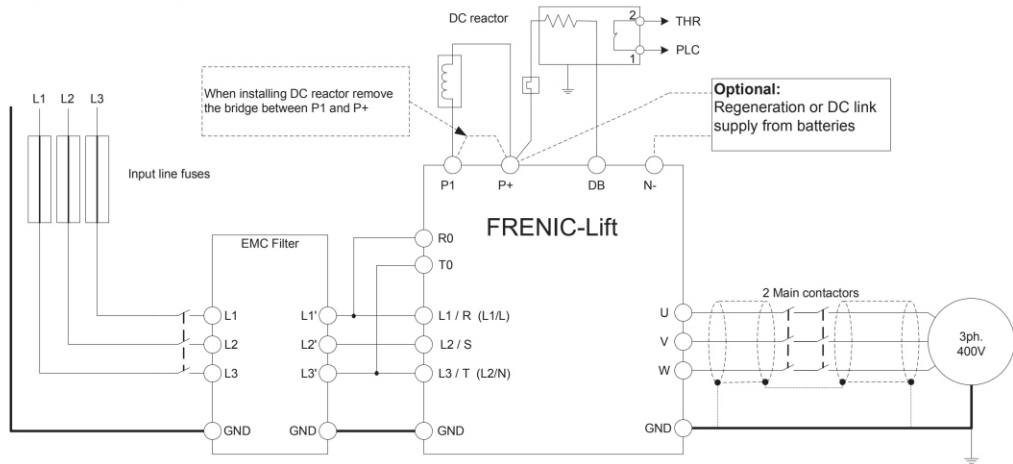 DC reactor
2
THR
PLC
1
When installing DC reactor remove
the bridge between P1 and P+
Optional:
Regeneration or DC link
supply from batteries
L1 L2 L3
Input line fuses
P1 P+ DB N-
FRENIC-Lift
EMC Filter
R0
T0
2 Main contactors
L1 L1' L1 / R (L1/L) U
L2 L2' L2 / S V
L3 L3' L3 / T (L2/N) W
3ph.
400V
GND GND GND GND